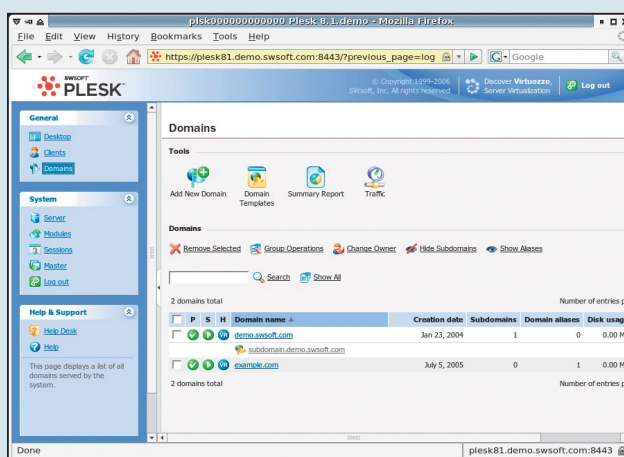 plsk000000000000 Plesk 8.1.demo - Mozilla Firefox
File Edit View History Bookmarks Tools Help
https://plesk81.demo.swsoft.com:8443/?previous_page=log
Google
SWSOFT
PLESK
© Copyright 1999-2006
SWsoft, Inc. All rights reserved
Discover Virtuozzo,
Server Virtualization
Log out
General
Desktop
Clients
Domains
System
Server
Modules
Sessions
Master
Log out
Help & Support
Help Desk
Help
This page displays a list of all
domains served by the
system.
Domains
Tools
Add New Domain
Domain
Templates
Summary Report
Traffic
Domains
Remove Selected Group Operations Change Owner Hide Subdomains Show Aliases
Search Show All
2 domains total Number of entries p
P S H Domain name Creation date Subdomains Domain aliases Disk usag
VR demo.swsoft.com Jan 23, 2004 1 0 0.00 M
subdomain.demo.swsoft.com
VR example.com July 5, 2005 0 1 0.00 M
2 domains total Number of entries p
Done plesk81.demo.swsoft.com:8443